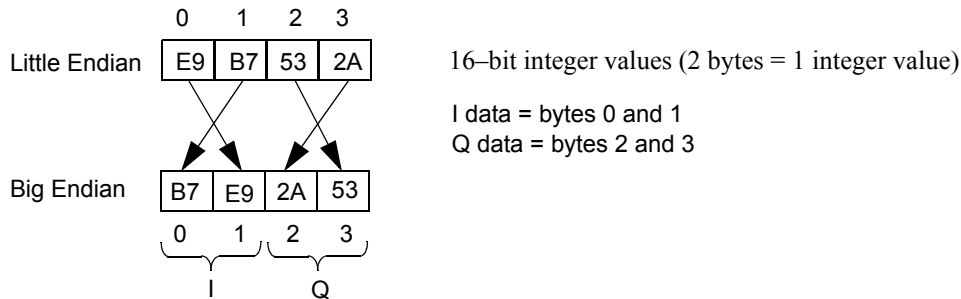 0 1 2 3
Little Endian E9 B7 53 2A
16–bit integer values (2 bytes = 1 integer value)
I data = bytes 0 and 1
Q data = bytes 2 and 3
Big Endian B7 E9 2A 53
0 1 2 3
I Q